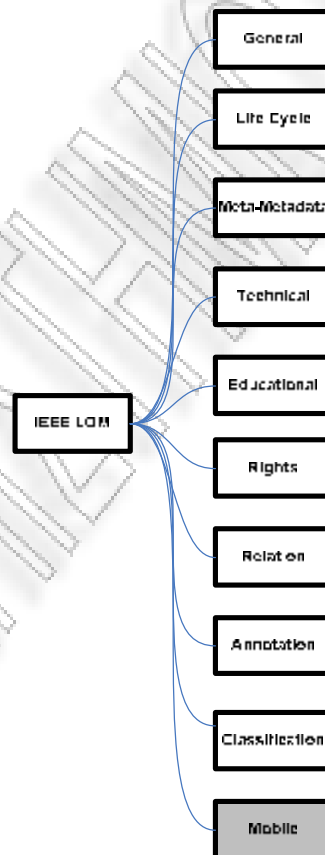 General
Life Cycle
Meta-Metadata
Technical
Educational
IEEE LOM
Rights
Relation
Annotation
Classification
Mobile